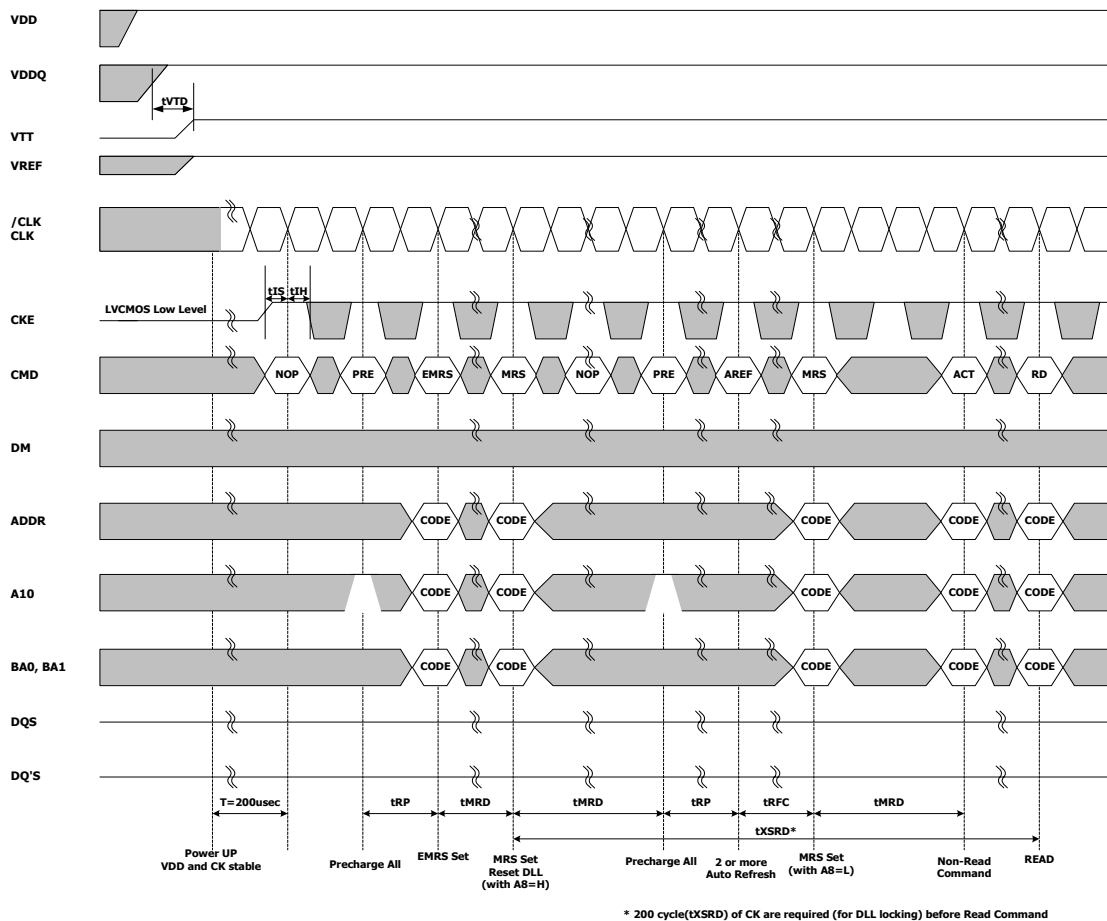 VDD
VDDQ
tVTD
VTT
VREF
/CLK
CLK
tIS tIH
CKE
LVCMOS Low Level
CMD
NOP PRE EMRS MRS NOP PRE AREF MRS ACT RD
DM
ADDR
CODE CODE CODE CODE CODE
A10
CODE CODE CODE CODE CODE
BA0, BA1
CODE CODE CODE CODE CODE
DQS
DQ'S
T=200usec tRP tMRD tMRD tRP tRFC tMRD
tXSRD*
Power UP
VDD and CK stable
Precharge All
EMRS Set
MRS Set
Reset DLL
(with A8=H)
Precharge All
2 or more
Auto Refresh
MRS Set
(with A8=L)
Non-Read
Command
READ
* 200 cycle(tXSRD) of CK are required (for DLL locking) before Read Command